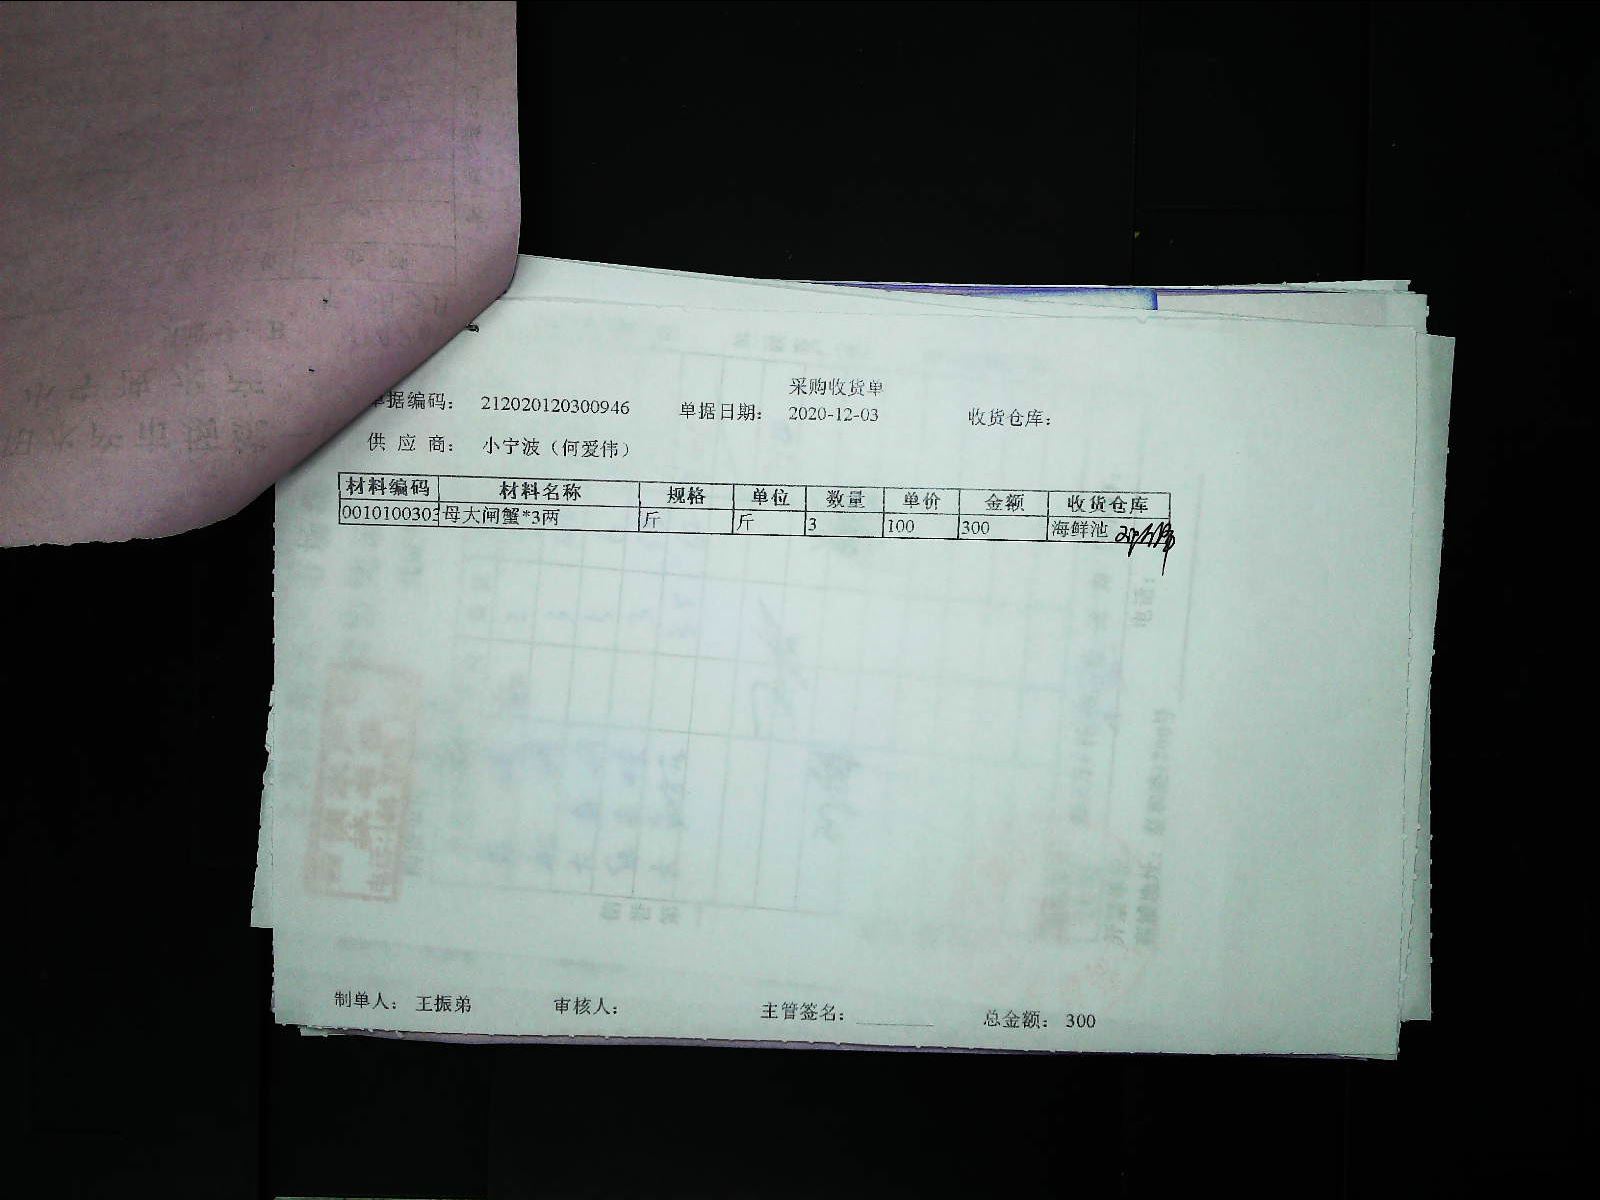 采购收货单
单据编码： 212020120300946 单据日期： 2020-12-03 收货仓库：
供 应 商： 小宁波（何爱伟）
材料编码 材料名称 规格 单位 数量 单价 金额 收货仓库
0010100303 母大闸蟹*3两 斤 斤 3 100 300 海鲜池
制单人： 王振弟 审核人： 主管签名： 总金额： 300